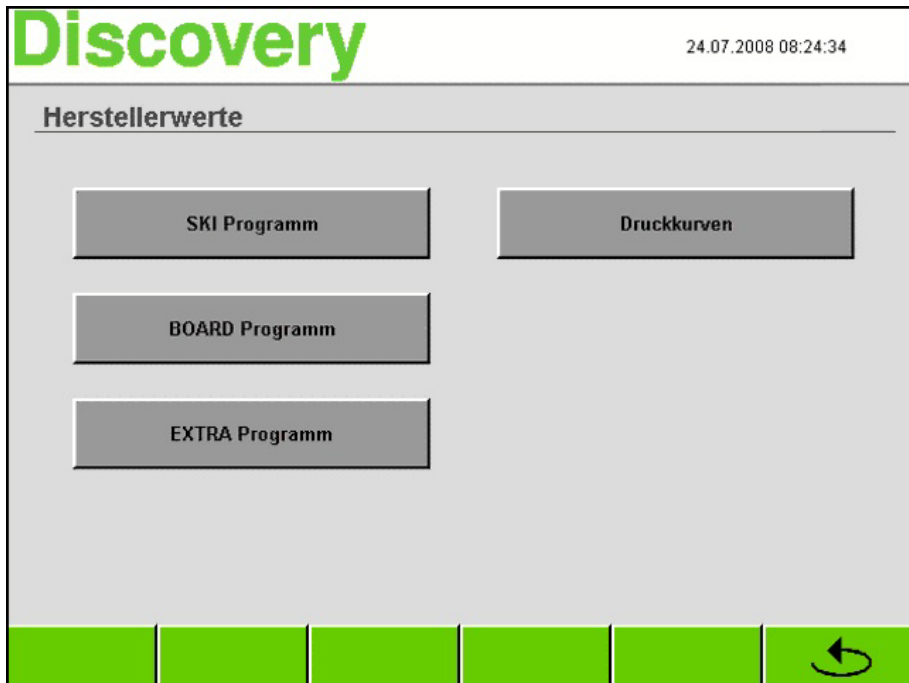 Discovery
24.07.2008 08:24:34
Herstellerwerte
SKI Programm
Druckkurven
BOARD Programm
EXTRA Programm